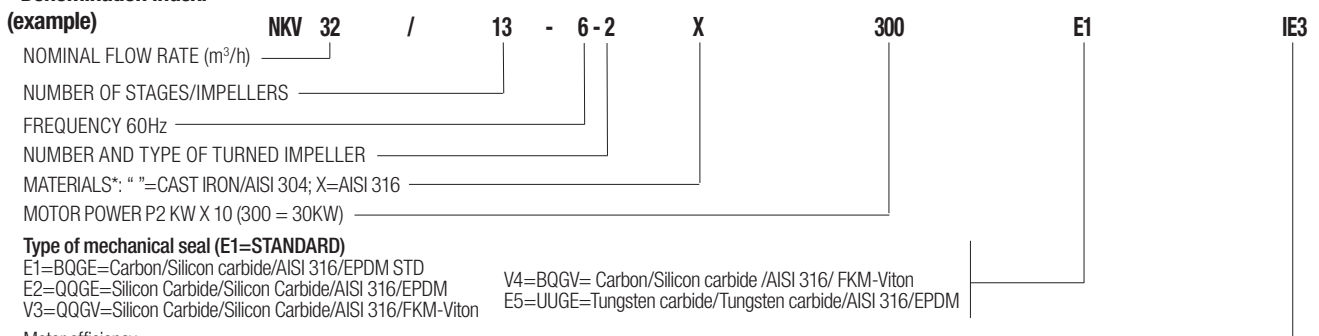 (example) NKV 32 / 13 - 6 - 2 X 300 E1 IE3
NOMINAL FLOW RATE (m³/h)
NUMBER OF STAGES/IMPELLERS
FREQUENCY 60Hz
NUMBER AND TYPE OF TURNED IMPELLER
MATERIALS*: “ ”=CAST IRON/AISI 304; X=AISI 316
MOTOR POWER P2 KW X 10 (300 = 30KW)
Type of mechanical seal (E1=STANDARD)
E1=BQGE=Carbon/Silicon carbide/AISI 316/EPDM STD
E2=QQGE=Silicon Carbide/Silicon Carbide/AISI 316/EPDM
V3=QQGV=Silicon Carbide/Silicon Carbide/AISI 316/FKM-Viton
V4=BQGV= Carbon/Silicon carbide /AISI 316/ FKM-Viton
E5=UUGE=Tungsten carbide/Tungsten carbide/AISI 316/EPDM